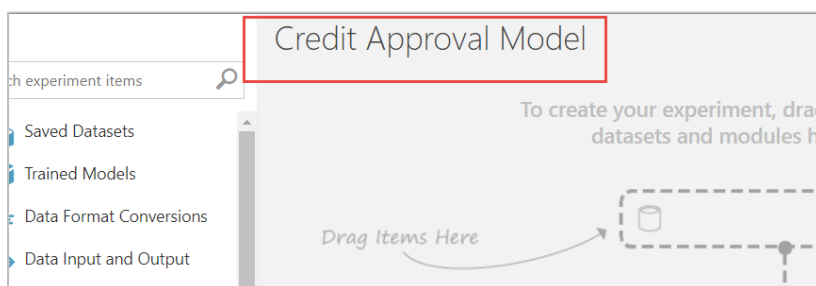 Credit Approval Model
ch experiment items
To create your experiment, drag
datasets and modules h
Saved Datasets
Trained Models
Data Format Conversions
Drag Items Here
Data Input and Output